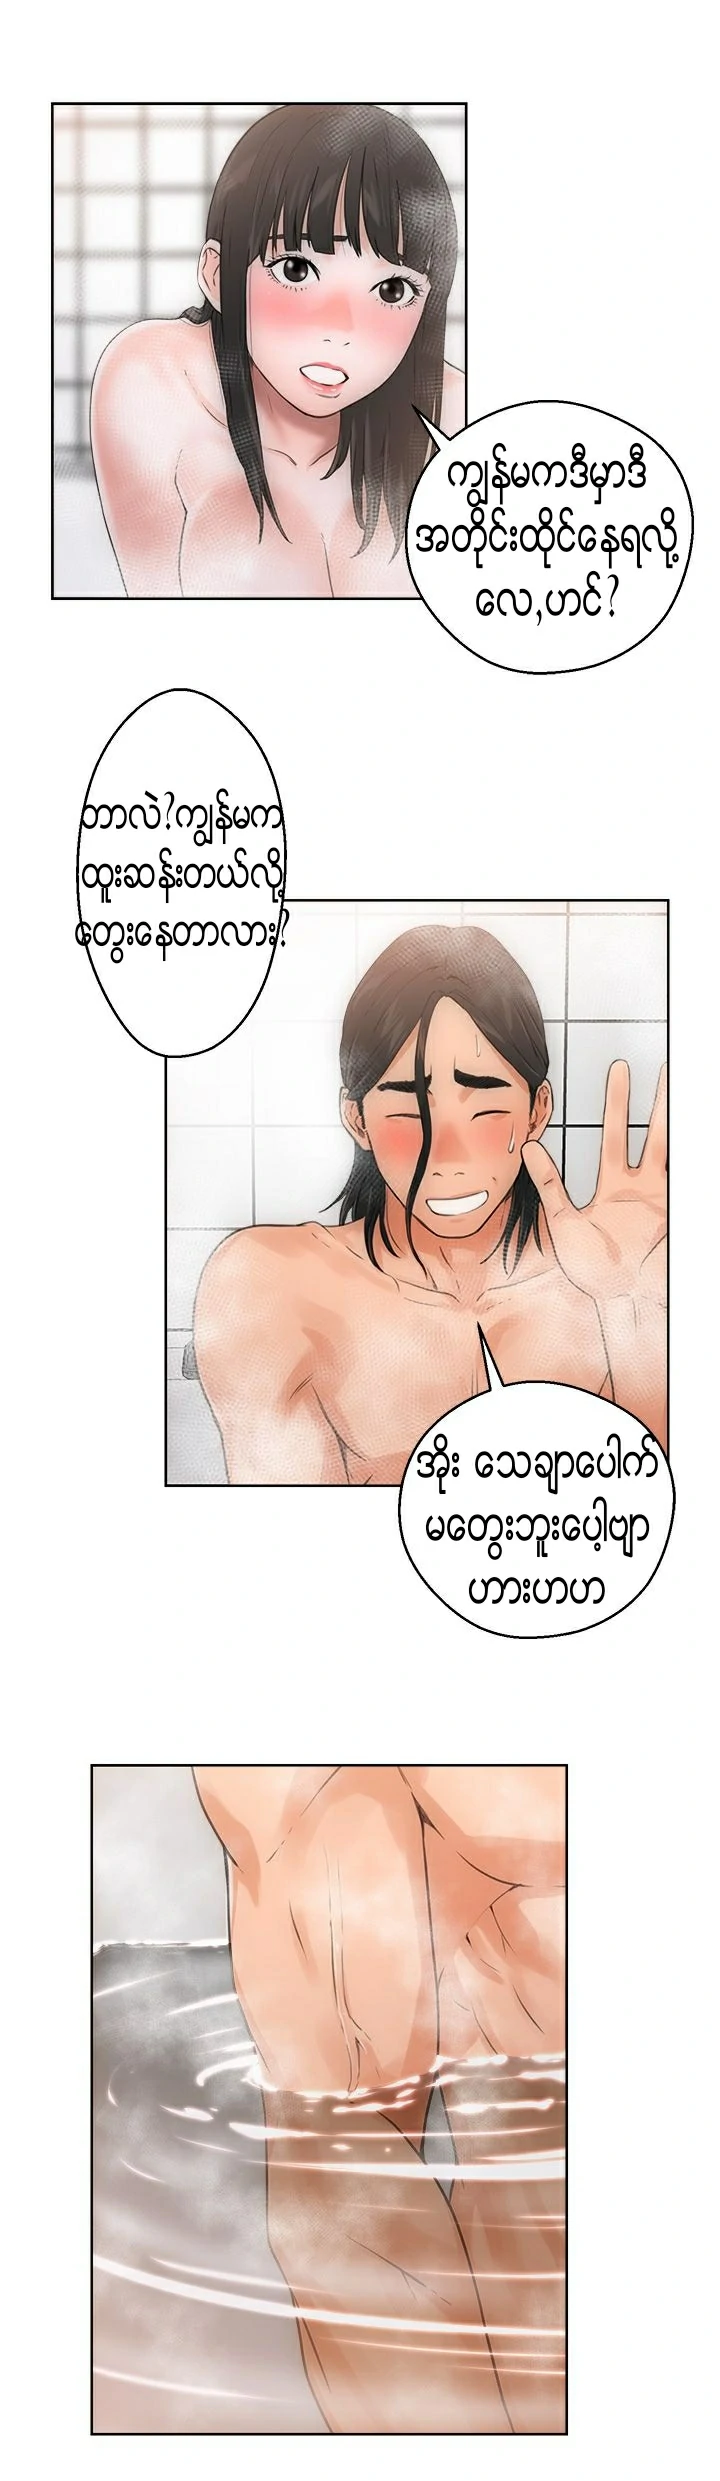 ကျွန်မကဒီမှာဒီ
အတိုင်းထိုင်နေရလို့
လေ,ဟင်?
ဘာလဲ?ကျွန်မက
ထူးဆန်းတယ်လို့
တွေးနေတာလား?
အိုး သေချာပေါက်
မတွေးဘူးပေါ့ဗျာ
ဟားဟဟ